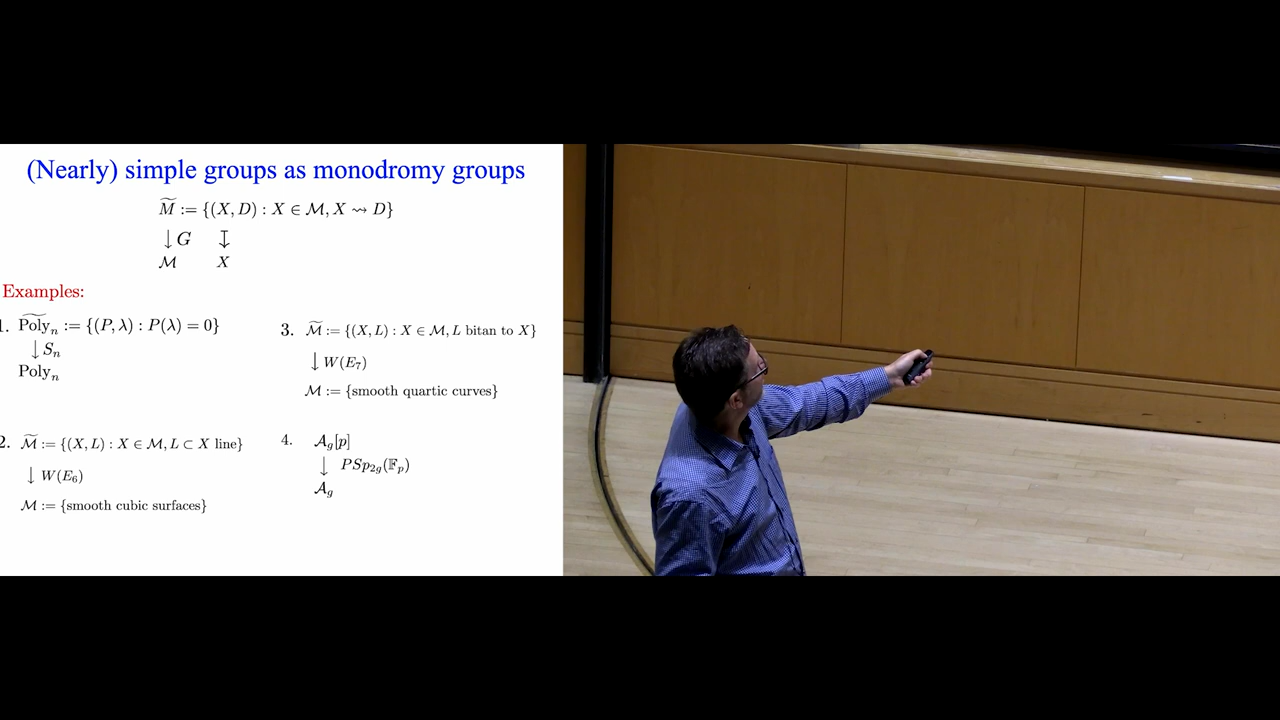 (Nearly) simple groups as monodromy groups
M̃ := {(X, D) : X ∈ ℳ, X ⇝ D}
↓ G ↧
ℳ X
Examples:
1. P̃oly_n := {(P, λ) : P(λ) = 0}
↓ S_n
Poly_n
2. ℳ̃ := {(X, L) : X ∈ ℳ, L ⊂ X line}
↓ W(E_6)
ℳ := {smooth cubic surfaces}
3. ℳ̃ := {(X, L) : X ∈ ℳ, L bitan to X}
↓ W(E_7)
ℳ := {smooth quartic curves}
4. 𝒜_g[p]
↓ PSp_{2g}(𝔽_p)
𝒜_g